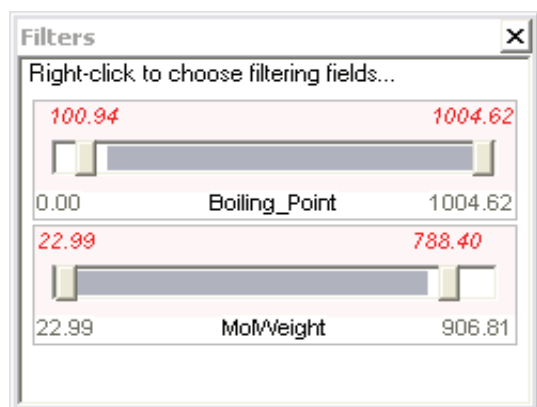 Filters
Right-click to choose filtering fields...
100.94 1004.62
0.00 Boiling_Point 1004.62
22.99 788.40
22.99 MolWeight 906.81